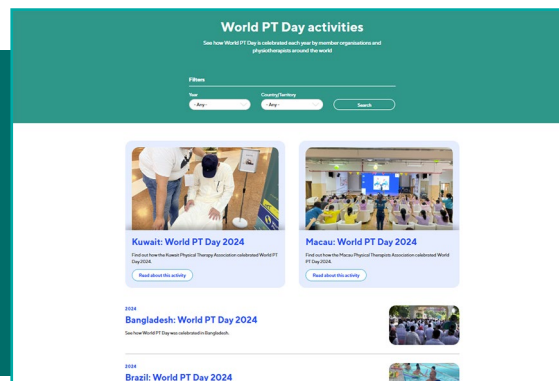 World PT Day activities
See how World PT Day is celebrated each year by member organisations and
physiotherapists around the world
Filters
Year
Country/Territory
- Any -
- Any -
Search
Kuwait: World PT Day 2024
Find out how the Kuwait Physical Therapy Association celebrated World PT
Day 2024.
Read about this activity
Macau: World PT Day 2024
Find out how the Macau Physical Therapists Association celebrated World
PT Day 2024.
Read about this activity
2024
Bangladesh: World PT Day 2024
See how World PT Day was celebrated in Bangladesh.
2024
Brazil: World PT Day 2024